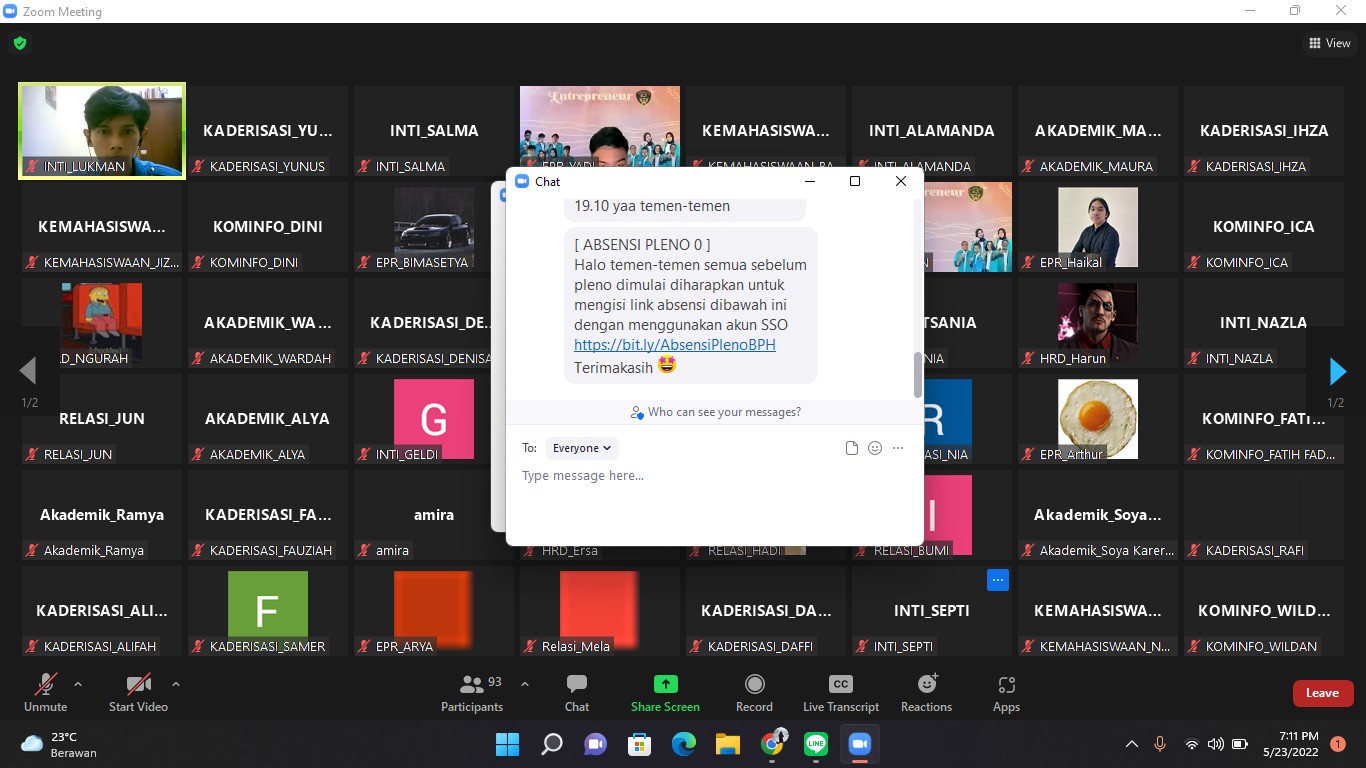 Zoom Meeting
View
INTI_LUKMAN
KADERISASI_YU...
KADERISASI_YUNUS
INTI_SALMA
INTI_SALMA
Entrepreneur
EPR_YADI
KEMAHASISWA...
KEMAHASISWAAN_RA
INTI_ALAMANDA
INTI_ALAMANDA
AKADEMIK_MA...
AKADEMIK_MAURA
KADERISASI_IHZA
KADERISASI_IHZA
KEMAHASISWA...
KEMAHASISWAAN_JIZ...
KOMINFO_DINI
KOMINFO_DINI
EPR_BIMASETYA
reneur
N
EPR_Haikal
KOMINFO_ICA
KOMINFO_ICA
D_NGURAH
AKADEMIK_WA...
AKADEMIK_WARDAH
KADERISASI_DE...
KADERISASI_DENISA
TSANIA
NIA
HRD_Harun
INTI_NAZLA
INTI_NAZLA
1/2
1/2
RELASI_JUN
RELASI_JUN
AKADEMIK_ALYA
AKADEMIK_ALYA
G
INTI_GELDI
R
ASI_NIA
EPR_Arthur
KOMINFO_FATI...
KOMINFO_FATIH FAD...
Akademik_Ramya
Akademik_Ramya
KADERISASI_FA...
KADERISASI_FAUZIAH
amira
amira
HRD_Ersa
RELASI_HADI
I
RELASI_BUMI
Akademik_Soya...
Akademik_Soya Karer...
KADERISASI_RAFI
KADERISASI_ALI...
KADERISASI_ALIFAH
F
KADERISASI_SAMER
EPR_ARYA
Relasi_Mela
KADERISASI_DA...
KADERISASI_DAFFI
INTI_SEPTI
INTI_SEPTI
KEMAHASISWA...
KEMAHASISWAAN_N...
KOMINFO_WILD...
KOMINFO_WILDAN
Chat
19.10 yaa temen-temen
[ ABSENSI PLENO 0 ]
Halo temen-temen semua sebelum
pleno dimulai diharapkan untuk
mengisi link absensi dibawah ini
dengan menggunakan akun SSO
https://bit.ly/AbsensiPlenoBPH
Terimakasih 🤩
Who can see your messages?
To: Everyone
Type message here...
Unmute
Start Video
93
Participants
Chat
Share Screen
Record
CC
Live Transcript
Reactions
Apps
Leave
23°C
Berawan
LINE
7:11 PM
5/23/2022
1